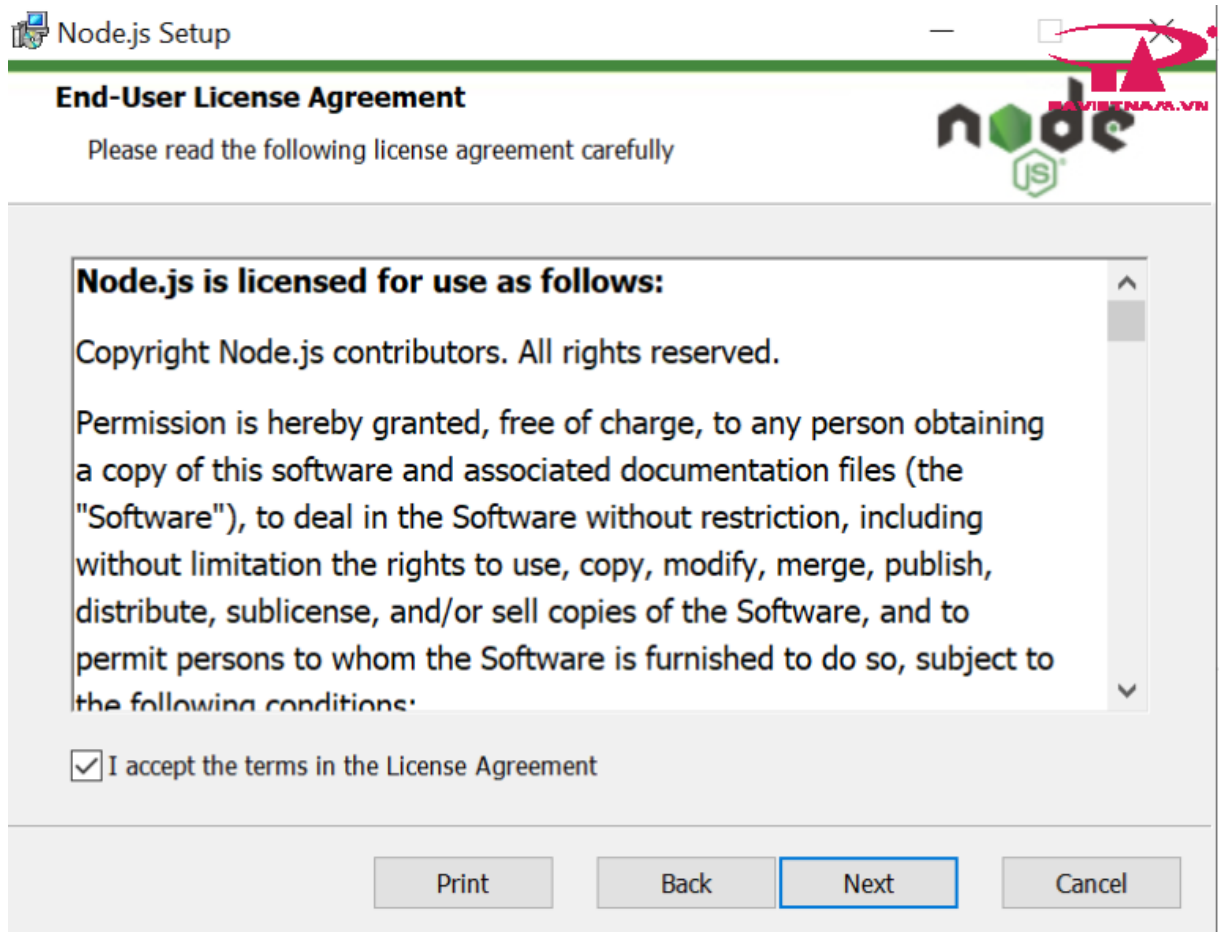 Node.js Setup
End-User License Agreement
Please read the following license agreement carefully
node
JS
PAVIETNAM.VN
Node.js is licensed for use as follows:
Copyright Node.js contributors. All rights reserved.
Permission is hereby granted, free of charge, to any person obtaining
a copy of this software and associated documentation files (the
"Software"), to deal in the Software without restriction, including
without limitation the rights to use, copy, modify, merge, publish,
distribute, sublicense, and/or sell copies of the Software, and to
permit persons to whom the Software is furnished to do so, subject to
the following conditions:
I accept the terms in the License Agreement
Print Back Next Cancel